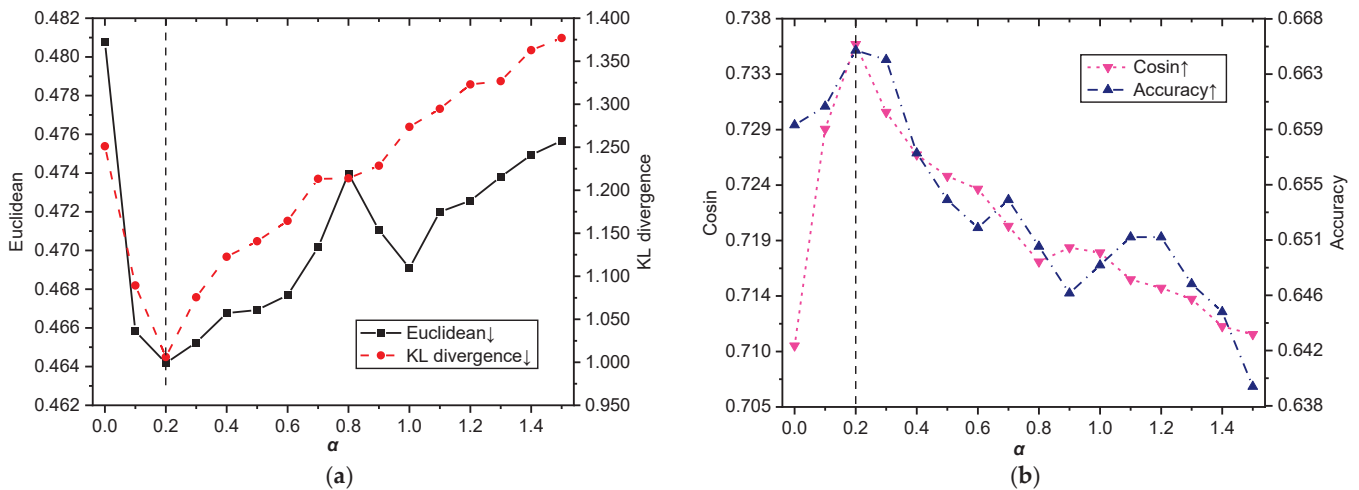 0.482
0.480
0.478
0.476
0.474
0.472
0.470
0.468
0.466
0.464
0.462
Euclidean
1.400
1.350
1.300
1.250
1.200
1.150
1.100
1.050
1.000
0.950
KL divergence
Euclidean↓
KL divergence↓
0.0 0.2 0.4 0.6 0.8 1.0 1.2 1.4
α
(a)
0.738
0.733
0.729
0.724
0.719
0.714
0.710
0.705
Cosin
0.668
0.663
0.659
0.655
0.651
0.646
0.642
0.638
Accuracy
Cosin↑
Accuracy↑
0.0 0.2 0.4 0.6 0.8 1.0 1.2 1.4
α
(b)